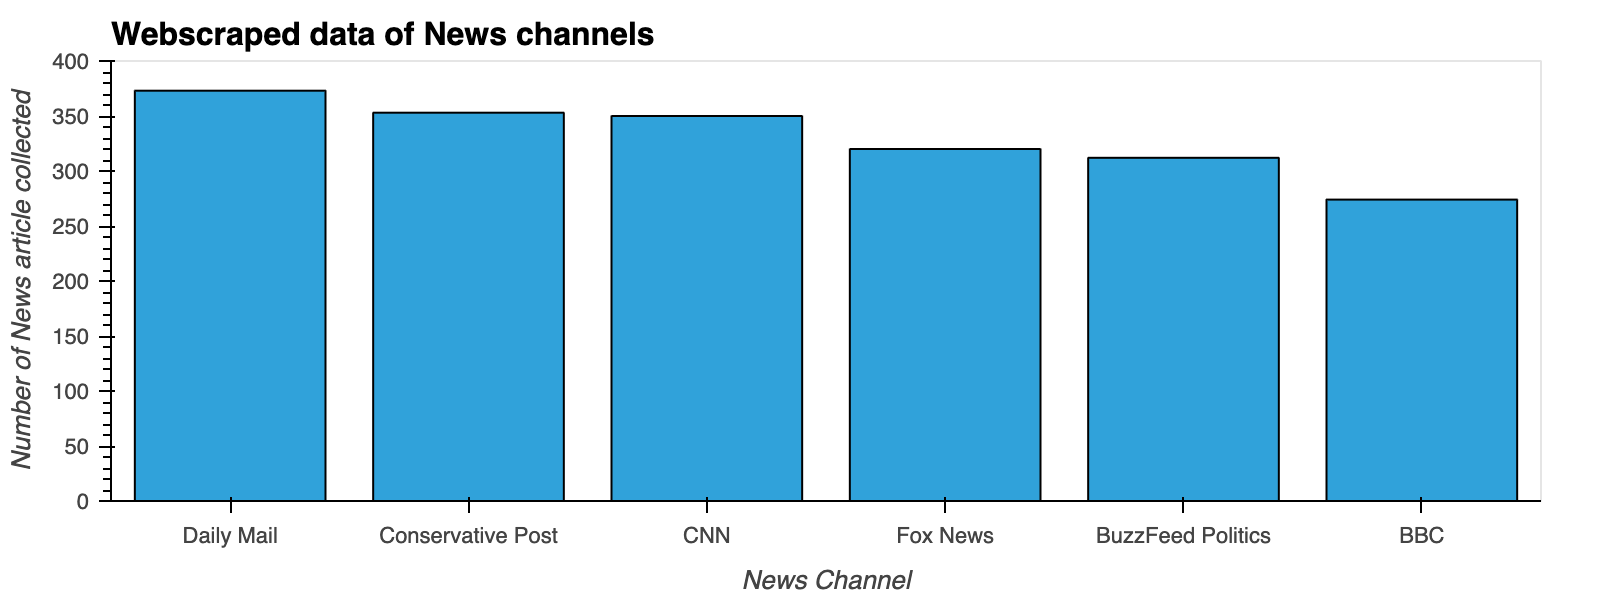 Webscraped data of News channels
Number of News article collected
400
350
300
250
200
150
100
50
0
Daily Mail
Conservative Post
CNN
Fox News
BuzzFeed Politics
BBC
News Channel